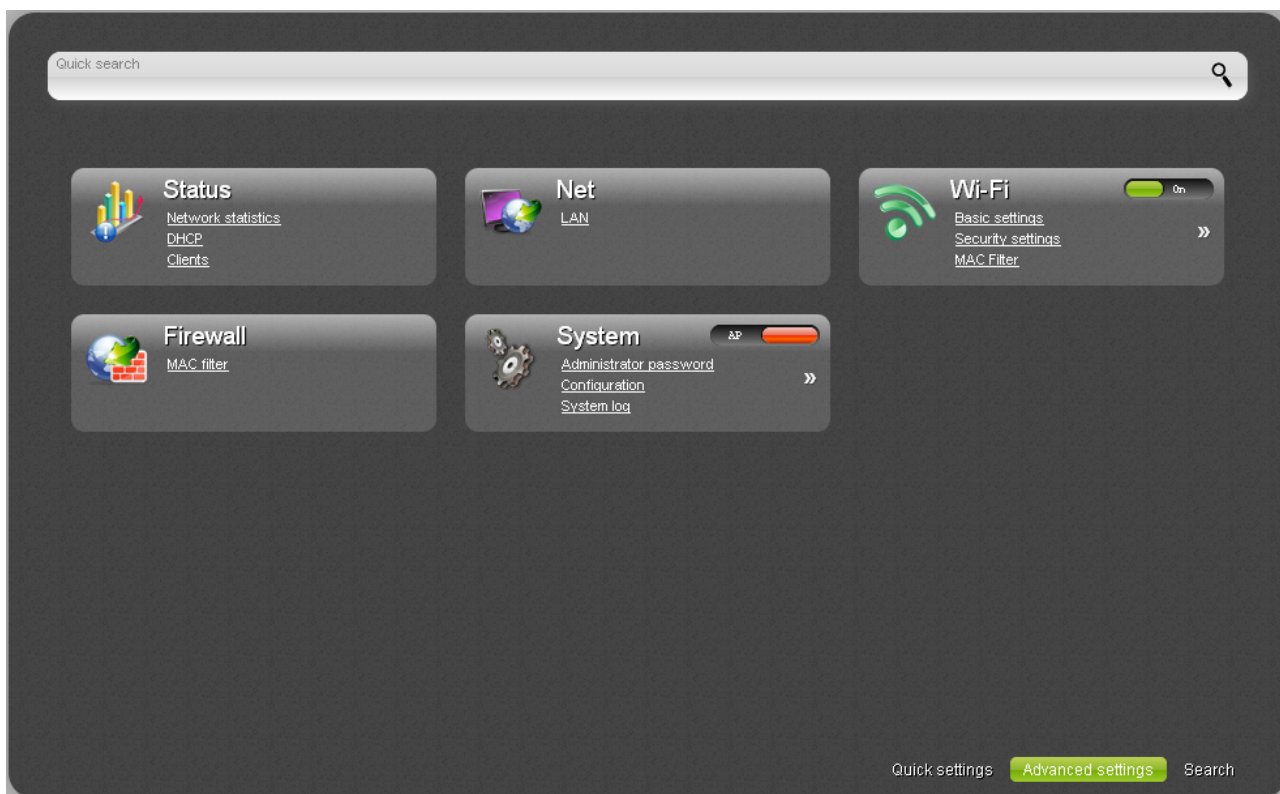 Quick search
Status
Network statistics
DHCP
Clients
Net
LAN
Wi-Fi
On
Basic settings
Security settings
MAC Filter
»
Firewall
MAC filter
System
AP
Administrator password
Configuration
System log
»
Quick settings
Advanced settings
Search